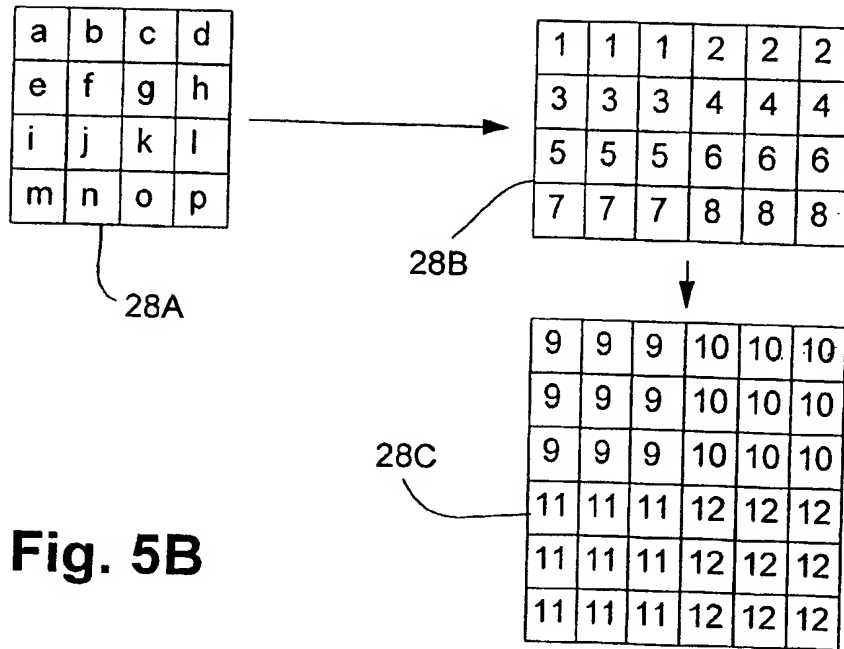 a b c d
e f g h
i j k l
m n o p
28A
1 1 1 2 2 2
3 3 3 4 4 4
5 5 5 6 6 6
7 7 7 8 8 8
28B
9 9 9 10 10 10
9 9 9 10 10 10
9 9 9 10 10 10
11 11 11 12 12 12
11 11 11 12 12 12
11 11 11 12 12 12
28C
Fig. 5B